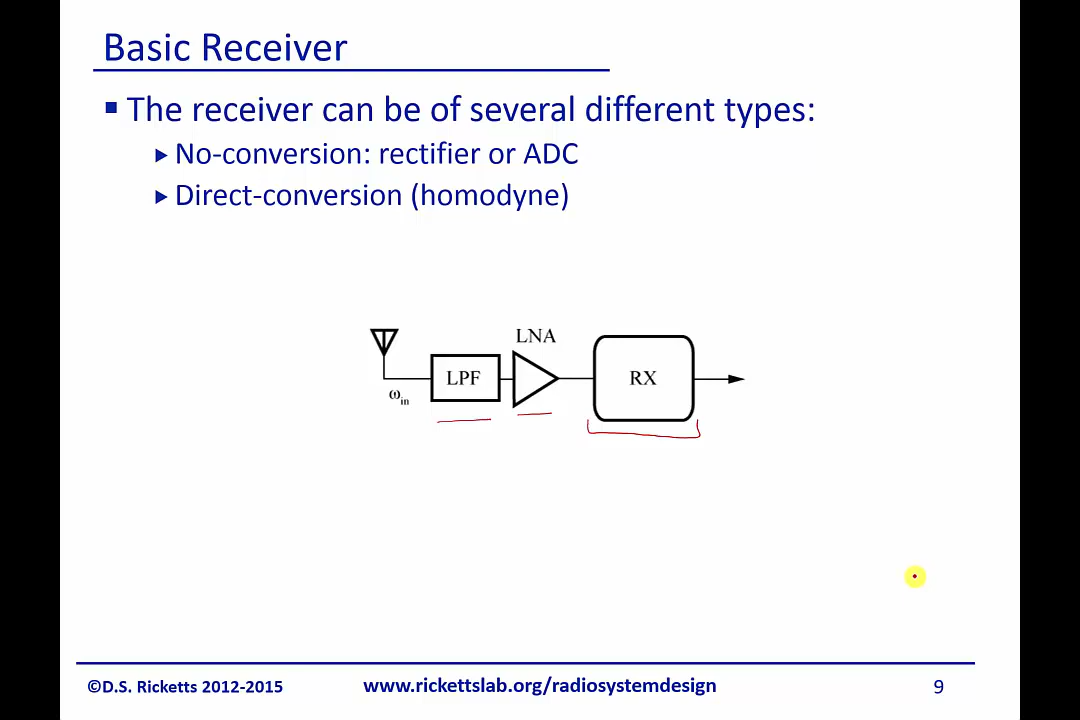 Basic Receiver
▪ The receiver can be of several different types:
▸ No-conversion: rectifier or ADC
▸ Direct-conversion (homodyne)
LNA
LPF
RX
ωin
©D.S. Ricketts 2012-2015
www.rickettslab.org/radiosystemdesign
9